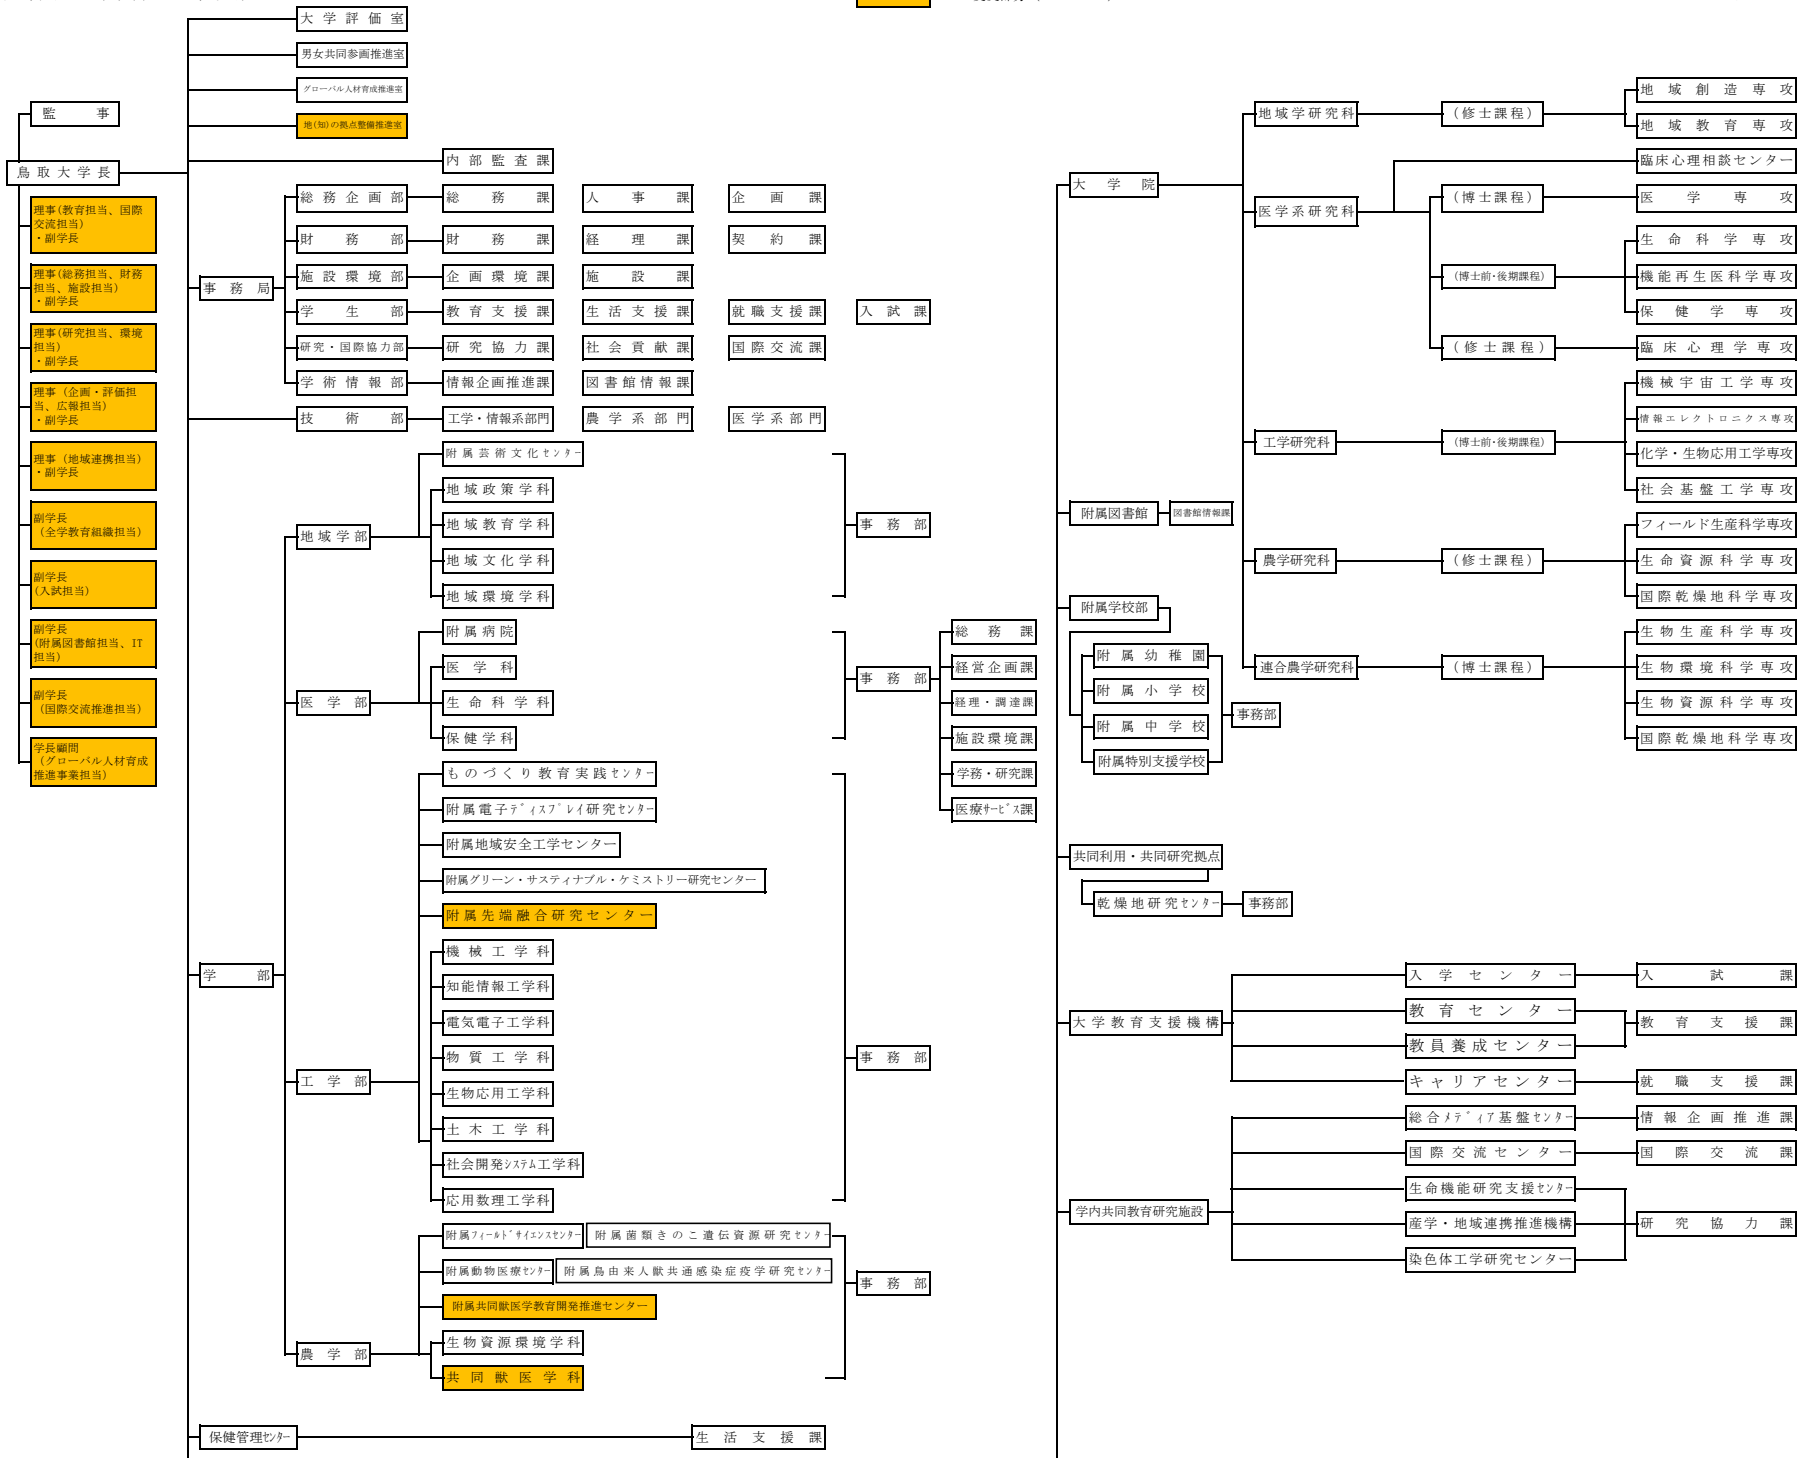 大学評価室
男女共同参画推進室
グローバル人材育成推進室
地(知)の拠点整備推進室
監事
鳥取大学長
理事(教育担当、国際
交流担当)
・副学長
理事(総務担当、財務
担当、施設担当)
・副学長
理事(研究担当、環境
担当)
・副学長
理事(企画・評価担
当、広報担当)
・副学長
理事(地域連携担当)
・副学長
副学長
(全学教育組織担当)
副学長
(入試担当)
副学長
(附属図書館担当、IT
担当)
副学長
(国際交流推進担当)
学長顧問
(グローバル人材育成
推進事業担当)
内部監査課
事務局
総務企画部 総務課 人事課 企画課
財務部 財務課 経理課 契約課
施設環境部 企画環境課 施設課
学生部 教育支援課 生活支援課 就職支援課 入試課
研究・国際協力部 研究協力課 社会貢献課 国際交流課
学術情報部 情報企画推進課 図書館情報課
技術部 工学・情報系部門 農学系部門 医学系部門
学部
地域学部
附属芸術文化センター
地域政策学科
地域教育学科
地域文化学科
地域環境学科
事務部
医学部
附属病院
医学科
生命科学科
保健学科
事務部
総務課
経営企画課
経理・調達課
施設環境課
学務・研究課
医療サービス課
工学部
ものづくり教育実践センター
附属電子ディスプレイ研究センター
附属地域安全工学センター
附属グリーン・サスティナブル・ケミストリー研究センター
附属先端融合研究センター
機械工学科
知能情報工学科
電気電子工学科
物質工学科
生物応用工学科
土木工学科
社会開発システム工学科
応用数理工学科
事務部
農学部
附属フィールドサイエンスセンター 附属菌類きのこ遺伝資源研究センター
附属動物医療センター 附属鳥由来人獣共通感染症疫学研究センター
附属共同獣医学教育開発推進センター
生物資源環境学科
共同獣医学科
事務部
保健管理センター 生活支援課
大学院
地域学研究科 (修士課程)
地域創造専攻
地域教育専攻
医学系研究科
臨床心理相談センター
(博士課程) 医学専攻
(博士前・後期課程)
生命科学専攻
機能再生医科学専攻
保健学専攻
(修士課程) 臨床心理学専攻
工学研究科 (博士前・後期課程)
機械宇宙工学専攻
情報エレクトロニクス専攻
化学・生物応用工学専攻
社会基盤工学専攻
農学研究科 (修士課程)
フィールド生産科学専攻
生命資源科学専攻
国際乾燥地科学専攻
連合農学研究科 (博士課程)
生物生産科学専攻
生物環境科学専攻
生物資源科学専攻
国際乾燥地科学専攻
附属図書館 図書館情報課
附属学校部
附属幼稚園
附属小学校
附属中学校
附属特別支援学校
事務部
共同利用・共同研究拠点
乾燥地研究センター 事務部
大学教育支援機構
入学センター 入試課
教育センター
教員養成センター
教育支援課
キャリアセンター 就職支援課
学内共同教育研究施設
総合メディア基盤センター 情報企画推進課
国際交流センター 国際交流課
生命機能研究支援センター
産学・地域連携推進機構
染色体工学研究センター
研究協力課